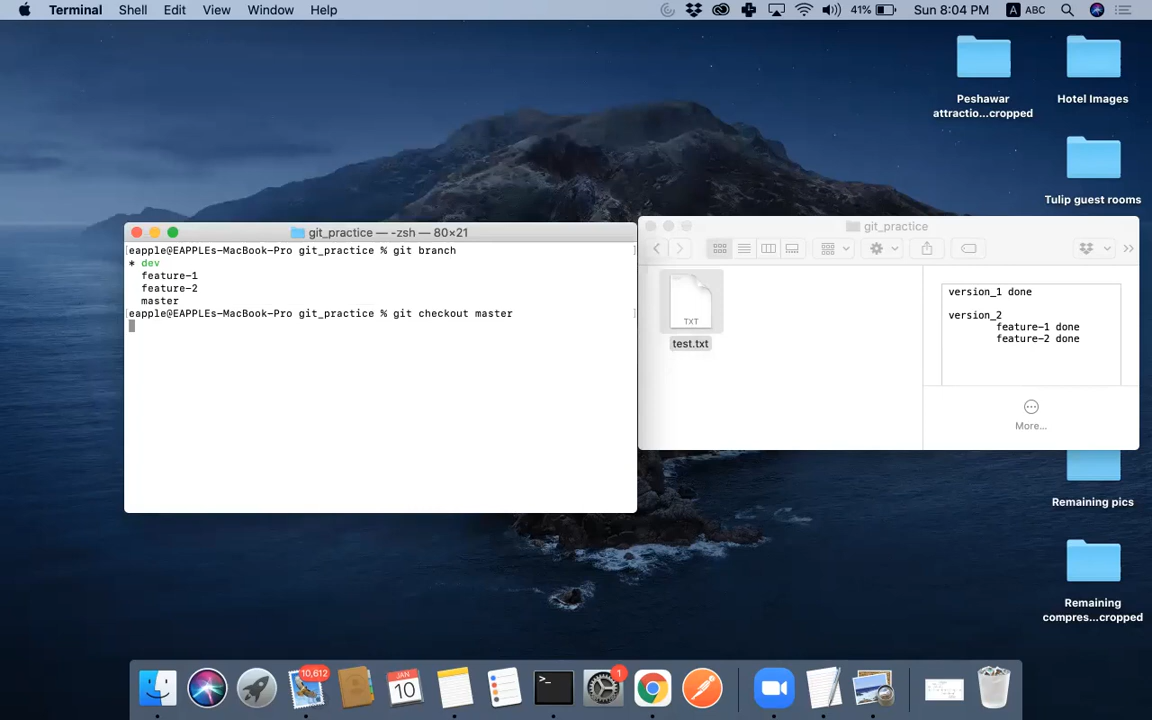 Terminal Shell Edit View Window Help 41% Sun 8:04 PM A ABC
Peshawar
attractio...cropped
Hotel Images
Tulip guest rooms
git_practice — -zsh — 80×21
[eapple@EAPPLEs-MacBook-Pro git_practice % git branch ]
* dev
feature-1
feature-2
master
[eapple@EAPPLEs-MacBook-Pro git_practice % git checkout master ]
git_practice
TXT
test.txt
version_1 done
version_2
feature-1 done
feature-2 done
More...
Remaining pics
Remaining
compres...cropped
10,612
JAN
10
>_
1